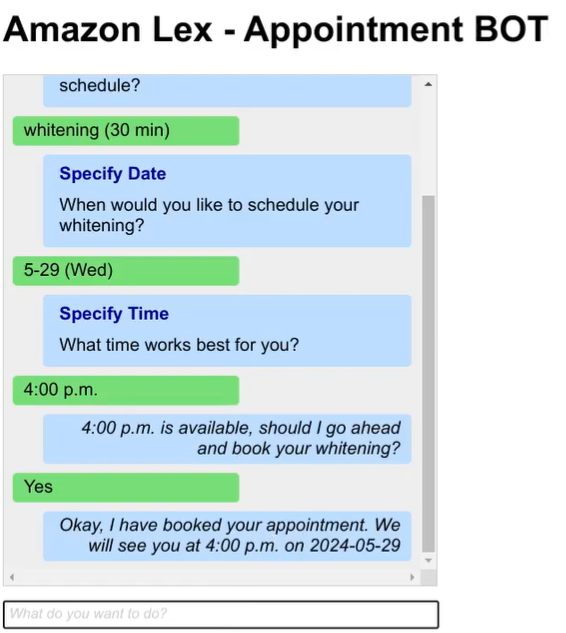 Amazon Lex - Appointment BOT
schedule?
whitening (30 min)
Specify Date
When would you like to schedule your
whitening?
5-29 (Wed)
Specify Time
What time works best for you?
4:00 p.m.
4:00 p.m. is available, should I go ahead
and book your whitening?
Yes
Okay, I have booked your appointment. We
will see you at 4:00 p.m. on 2024-05-29
What do you want to do?